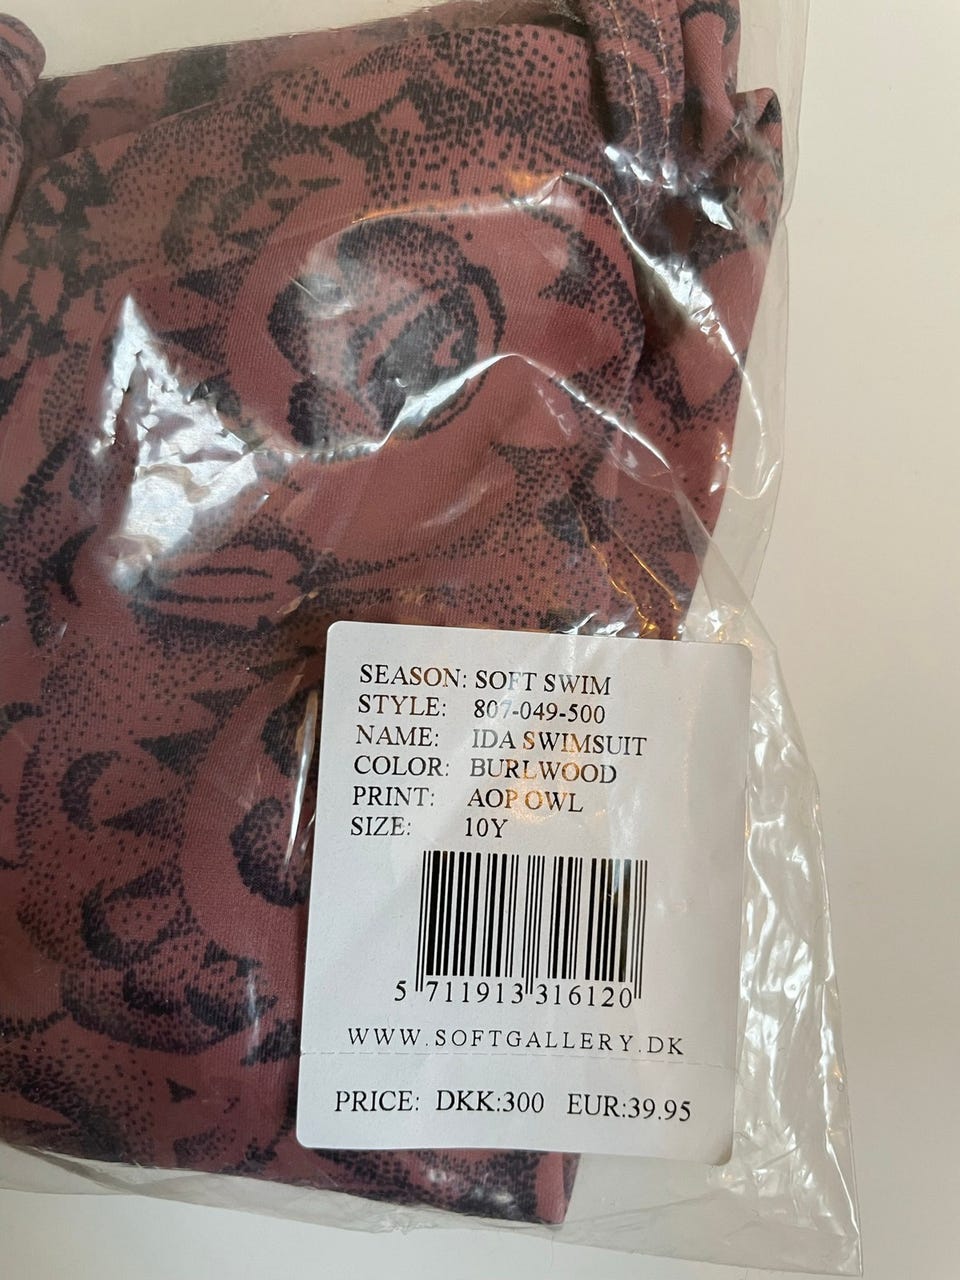 SEASON: SOFT SWIM
STYLE: 807-049-500
NAME: IDA SWIMSUIT
COLOR: BURLWOOD
PRINT: AOP OWL
SIZE: 10Y
5 711913 316120
WWW.SOFTGALLERY.DK
PRICE: DKK:300 EUR:39.95